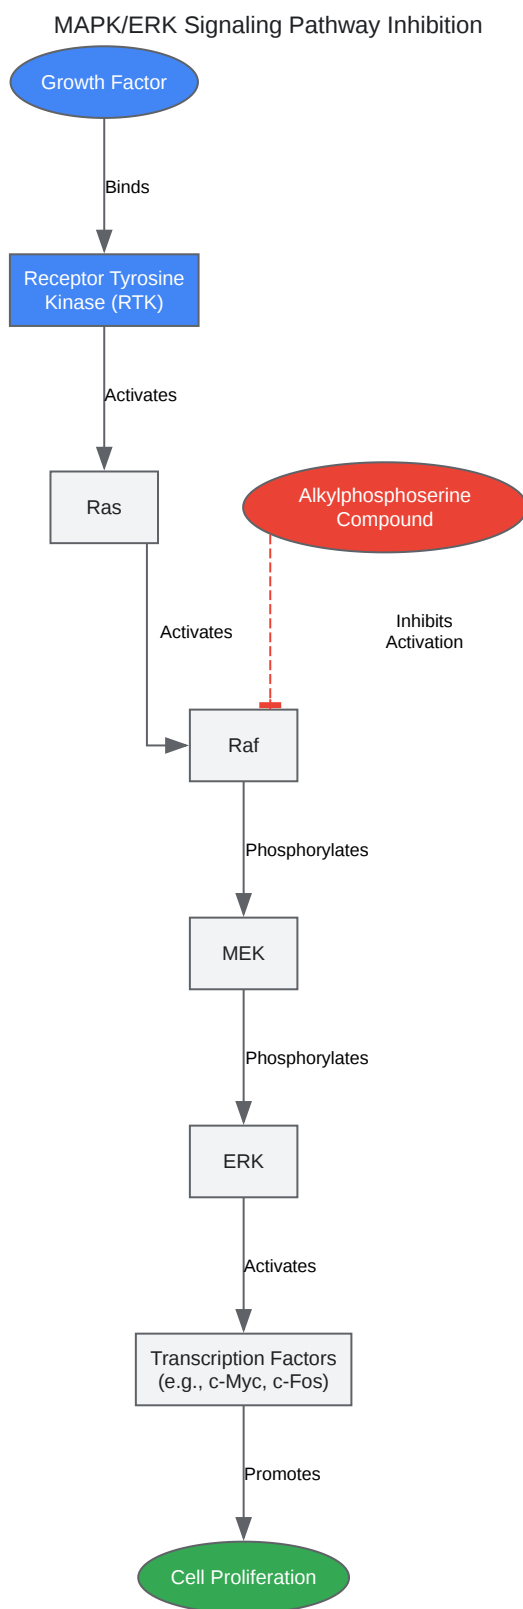 MAPK/ERK Signaling Pathway Inhibition
Growth Factor
Binds
Receptor Tyrosine
Kinase (RTK)
Activates
Ras
Alkylphosphoserine
Compound
Activates
Inhibits
Activation
Raf
Phosphorylates
MEK
Phosphorylates
ERK
Activates
Transcription Factors
(e.g., c-Myc, c-Fos)
Promotes
Cell Proliferation